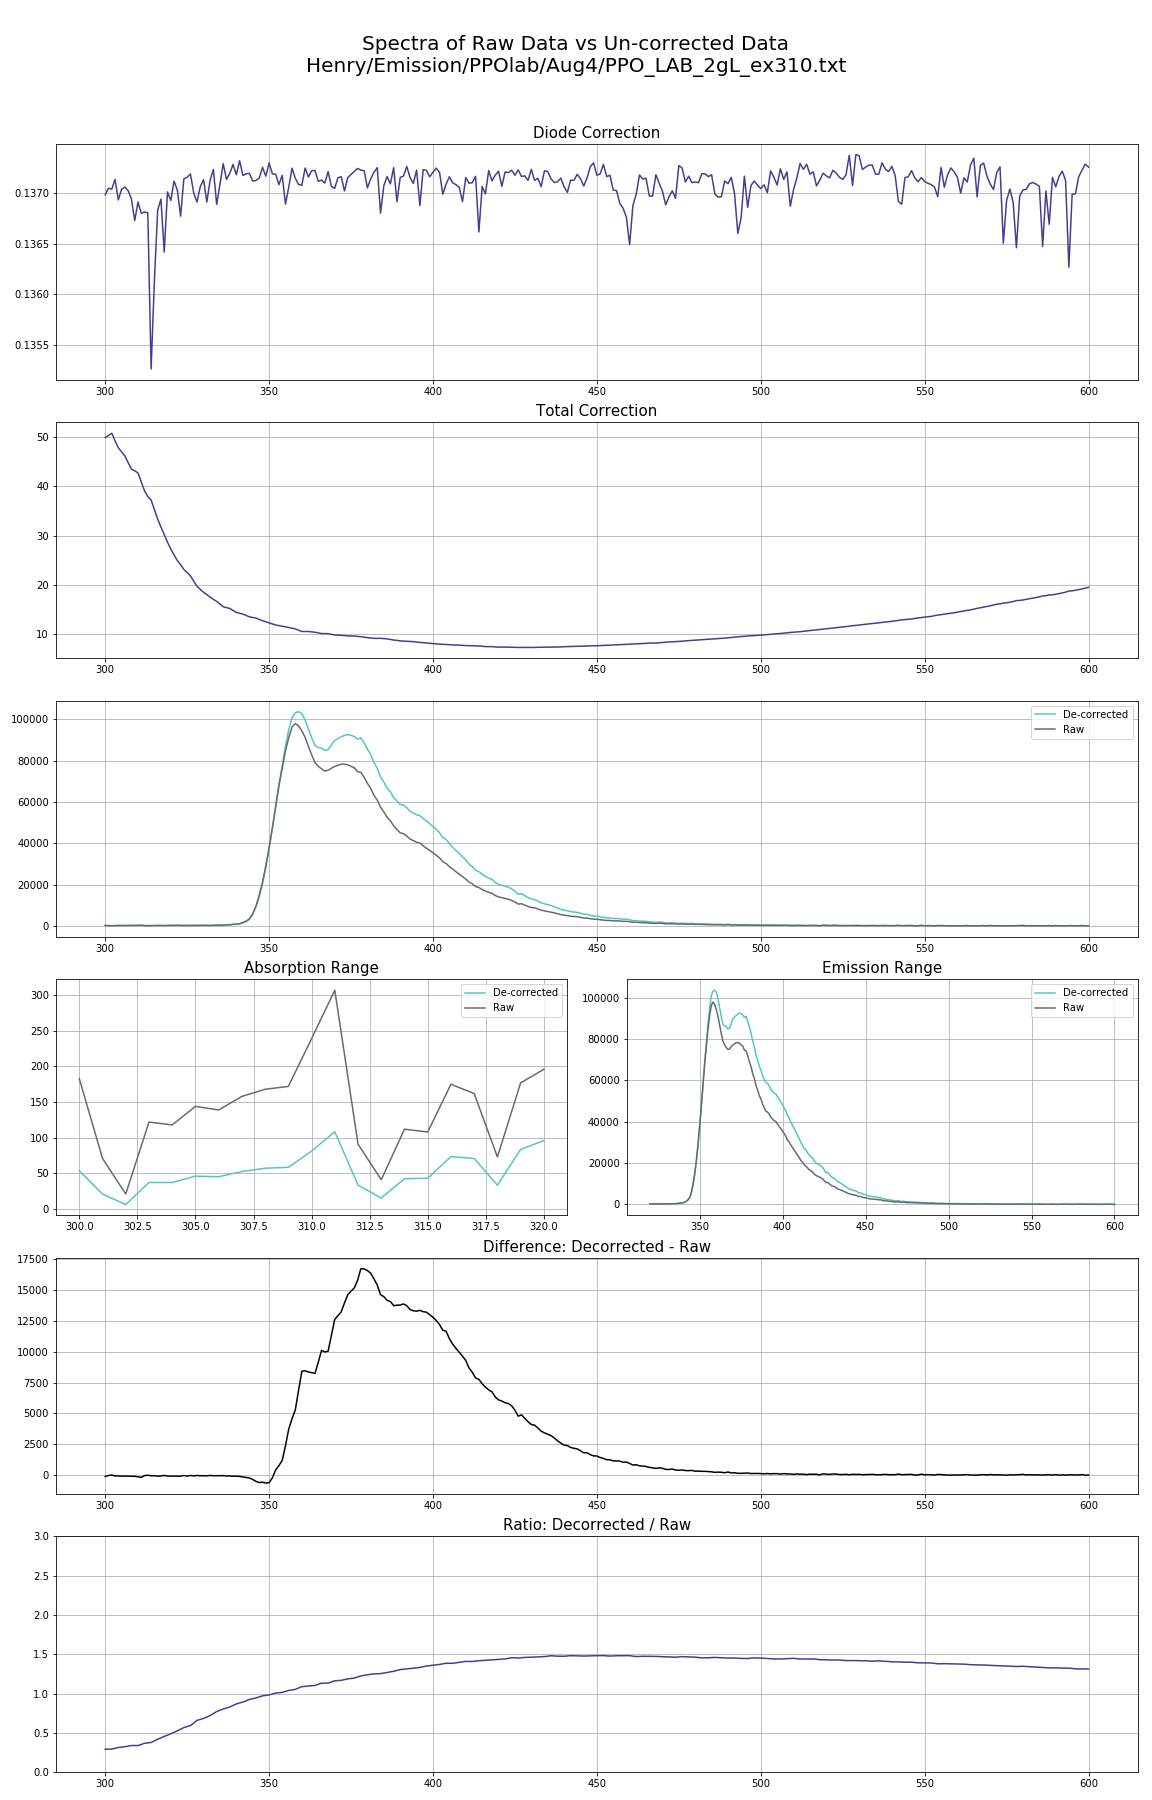 Spectra of Raw Data vs Un-corrected Data
Henry/Emission/PPOlab/Aug4/PPO_LAB_2gL_ex310.txt
Diode Correction
0.1370
0.1365
0.1360
0.1355
300 350 400 450 500 550 600
Total Correction
50
40
30
20
10
300 350 400 450 500 550 600
100000
80000
60000
40000
20000
0
De-corrected
Raw
300 350 400 450 500 550 600
Absorption Range
300
250
200
150
100
50
0
De-corrected
Raw
300.0 302.5 305.0 307.5 310.0 312.5 315.0 317.5 320.0
Emission Range
100000
80000
60000
40000
20000
0
De-corrected
Raw
350 400 450 500 550 600
Difference: Decorrected - Raw
17500
15000
12500
10000
7500
5000
2500
0
300 350 400 450 500 550 600
Ratio: Decorrected / Raw
3.0
2.5
2.0
1.5
1.0
0.5
0.0
300 350 400 450 500 550 600